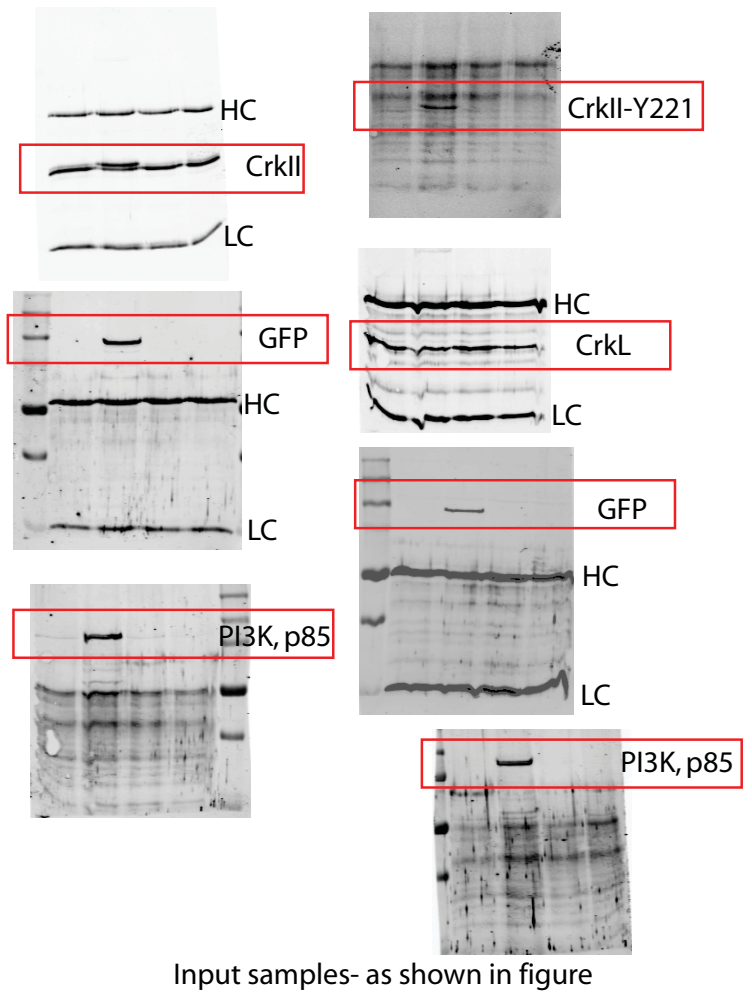 HC
CrkII
LC
CrkII-Y221
GFP
HC
LC
HC
CrkL
LC
GFP
HC
LC
PI3K, p85
PI3K, p85
Input samples- as shown in figure